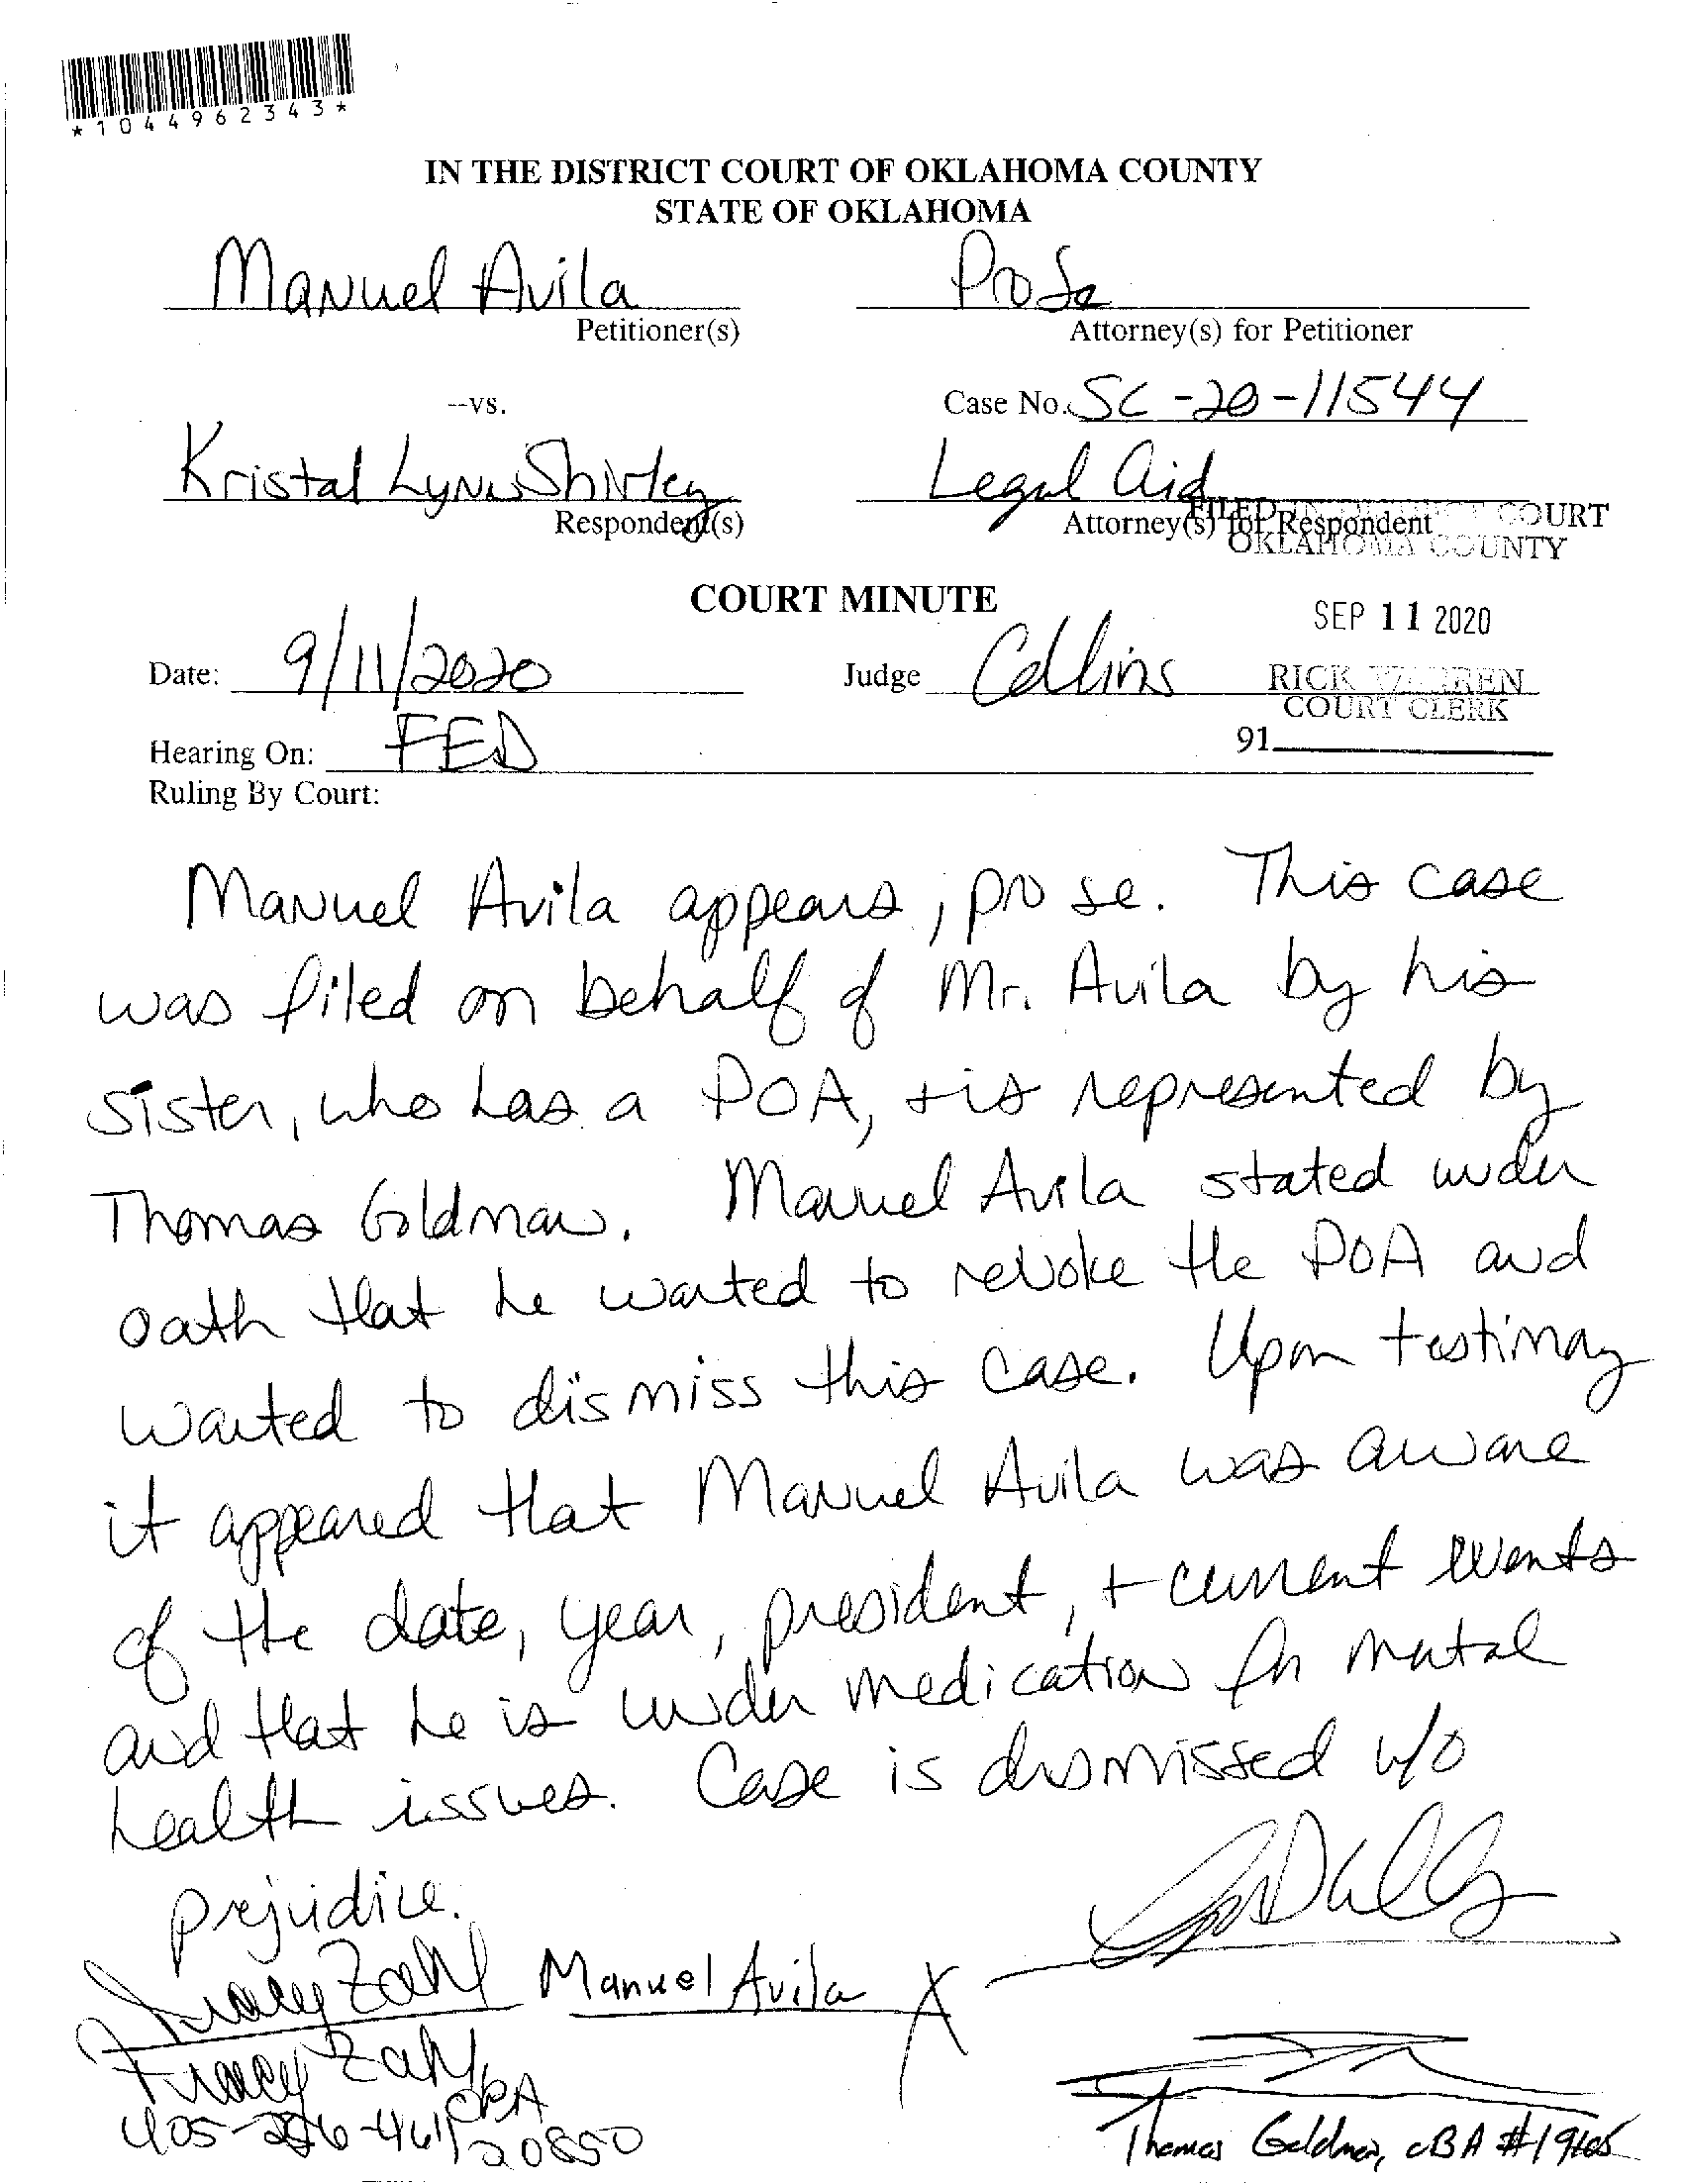 *1044962343*
IN THE DISTRICT COURT OF OKLAHOMA COUNTY
STATE OF OKLAHOMA
Manuel Avila
Pro Se
Petitioner(s)
Attorney(s) for Petitioner
--vs.
Case No. SC-20-11544
Kristal Lynn Shirley
Legal Aid
Respondent(s)
Attorney(s) for Respondent
FILED IN DISTRICT COURT
OKLAHOMA COUNTY
COURT MINUTE
SEP 11 2020
Date: 9/11/2020
Judge Collins
RICK WARREN
COURT CLERK
Hearing On: FED
91
Ruling By Court:
Manuel Avila appears, pro se. This case
was filed on behalf of Mr. Avila by his
sister, who has a POA, + is represented by
Thomas Goldman. Manuel Avila stated under
oath that he wanted to revoke the POA and
wanted to dismiss this case. Upon testimony
it appeared that Manuel Avila was aware
of the date, year, president, + current events
and that he is under medication for mental
health issues. Case is dismissed w/o
prejudice.
Tracy Zahl
Manuel Avila X
Tracy Zahl
OBA
20850
Thomas Goldman, OBA #